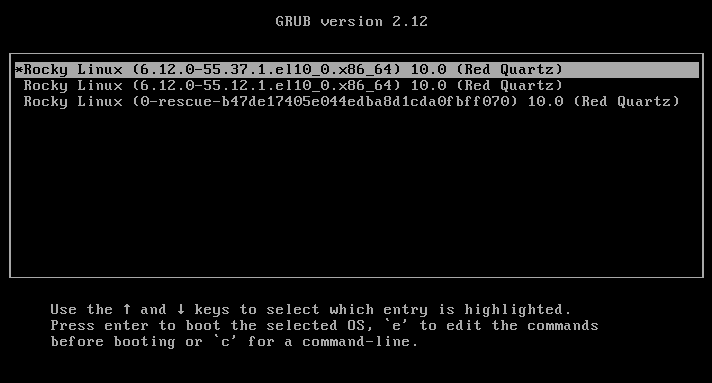 GRUB version 2.12
*Rocky Linux (6.12.0-55.37.1.el10_0.x86_64) 10.0 (Red Quartz)
Rocky Linux (6.12.0-55.12.1.el10_0.x86_64) 10.0 (Red Quartz)
Rocky Linux (0-rescue-b47de17405e044edba8d1cda0fbff070) 10.0 (Red Quartz)
Use the ↑ and ↓ keys to select which entry is highlighted.
Press enter to boot the selected OS, `e' to edit the commands
before booting or `c' for a command-line.